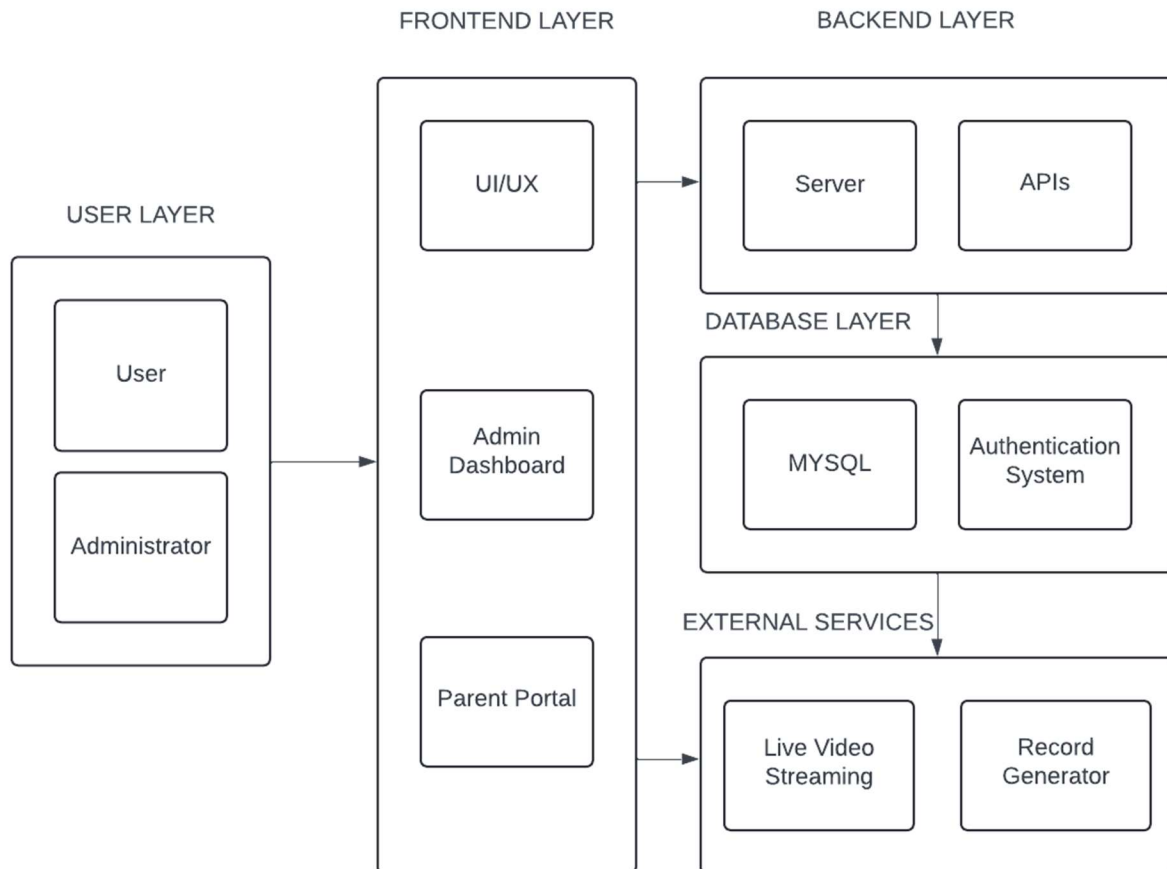 FRONTEND LAYER
BACKEND LAYER
UI/UX
Server
APIs
USER LAYER
User
Administrator
DATABASE LAYER
Admin
Dashboard
MYSQL
Authentication
System
EXTERNAL SERVICES
Parent Portal
Live Video
Streaming
Record
Generator